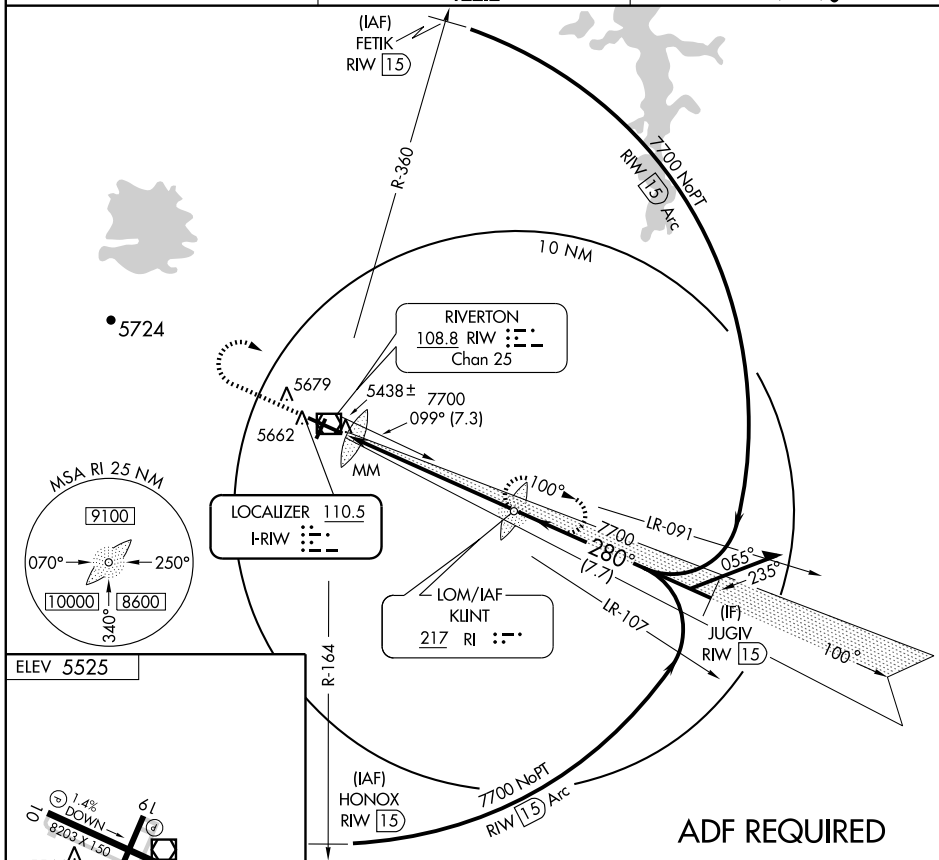 (IAF)
FETIK
RIW 15
7700 NoPT
RIW 15 Arc
R-360
10 NM
5724
RIVERTON
108.8 RIW
Chan 25
5679
5438± 7700
099° (7.3)
5662
MM
MSA RI 25 NM
9100
070°
250°
10000
8600
340°
LOCALIZER 110.5
I-RIW
100°
7700
LR-091
280°
(7.7)
055°
235°
LOM/IAF
KLINT
217 RI
LR-107
(IF)
JUGIV
RIW 15
100°
R-164
ELEV 5525
(IAF)
HONOX
RIW 15
7700 NoPT
RIW 15 Arc
ADF REQUIRED
P 1.4%
DOWN
8203 X 150
10
19
P